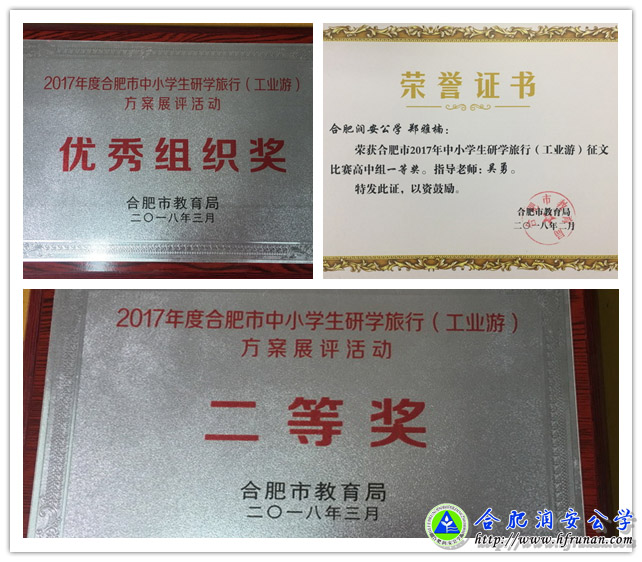 2017年度合肥市中小学生研学旅行（工业游）
方案展评活动
优秀组织奖
合肥市教育局
二〇一八年三月
荣誉证书
合肥润安公学 郑雅楠：
荣获合肥市2017年中小学生研学旅行（工业游）征文
比赛高中组一等奖。指导老师：吴勇。
特发此证，以资鼓励。
合肥市教育局
二〇一八年二月
2017年度合肥市中小学生研学旅行（工业游）
方案展评活动
二等奖
合肥市教育局
二〇一八年三月
合肥润安公学
http://www.hfrunan.com